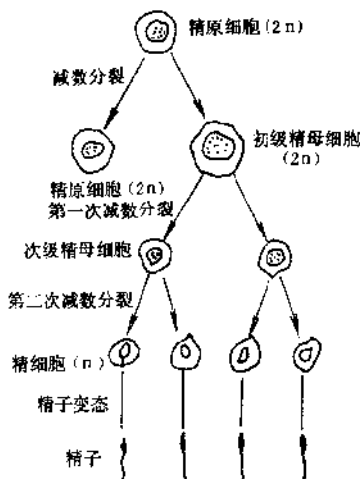 精原细胞(2n)
减数分裂
初级精母细胞
(2n)
精原细胞(2n)
第一次减数分裂
次级精母细胞
第二次减数分裂
精细胞(n)
精子变态
精子